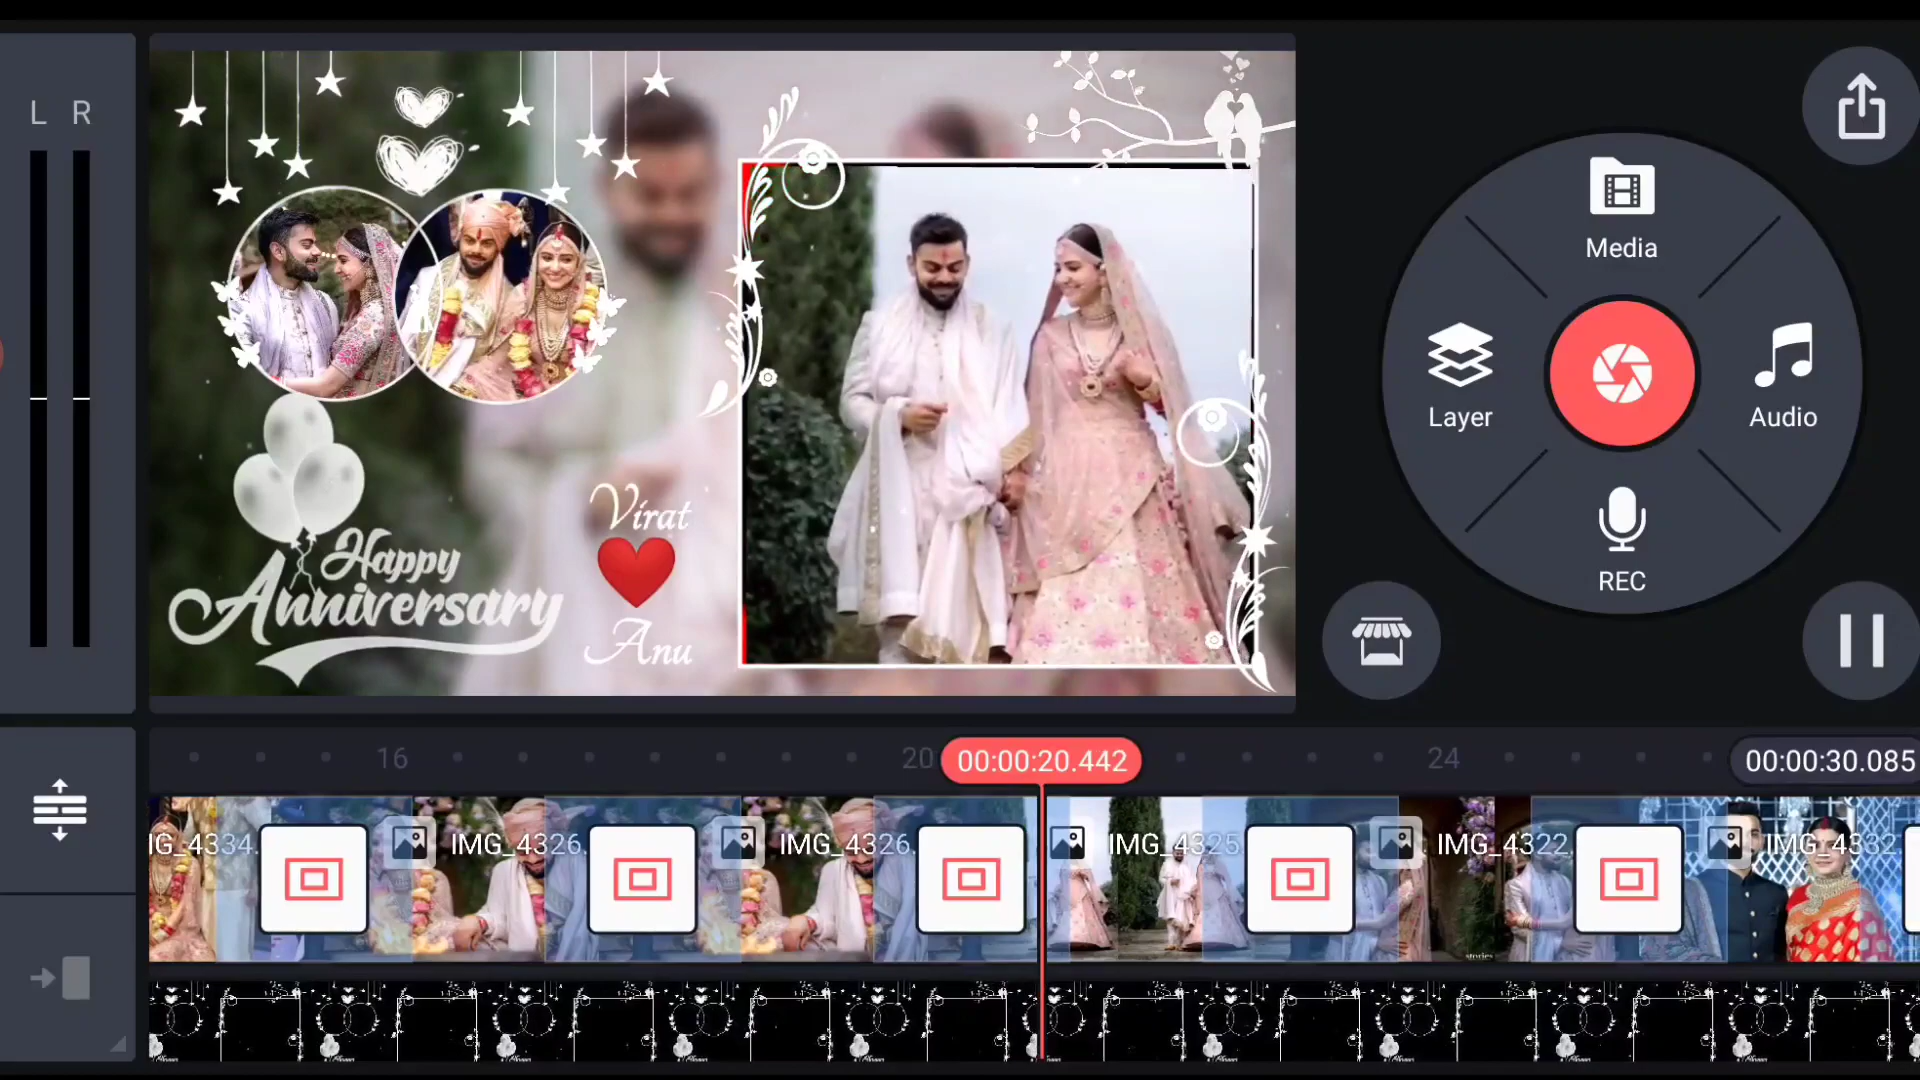 L R
Happy
Anniversary
Virat
Anu
Media
Layer
Audio
REC
16
20
00:00:20.442
24
00:00:30.085
IG_4334.
IMG_4326.
IMG_4326.
IMG_4325
IMG_4322.
IMG_4332